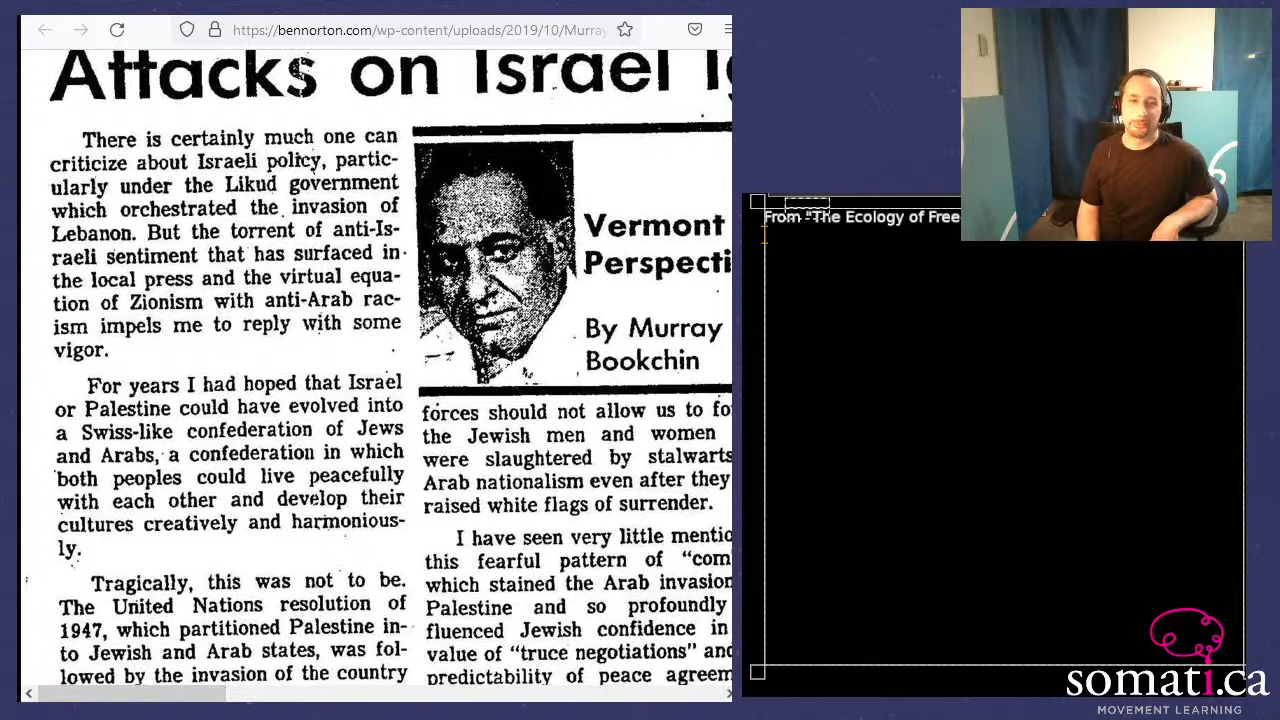 https://bennorton.com/wp-content/uploads/2019/10/Murray
Attacks on Israel
There is certainly much one can
criticize about Israeli policy, partic-
ularly under the Likud government
which orchestrated the invasion of
Lebanon. But the torrent of anti-Is-
raeli sentiment that has surfaced in
the local press and the virtual equa-
tion of Zionism with anti-Arab rac-
ism impels me to reply with some
vigor.
For years I had hoped that Israel
or Palestine could have evolved into
a Swiss-like confederation of Jews
and Arabs, a confederation in which
both peoples could live peacefully
with each other and develop their
cultures creatively and harmonious-
ly.
Tragically, this was not to be.
The United Nations resolution of
1947, which partitioned Palestine in-
to Jewish and Arab states, was fol-
lowed by the invasion of the country
Vermont
Perspecti
By Murray
Bookchin
forces should not allow us to fo
the Jewish men and women
were slaughtered by stalwarts
Arab nationalism even after they
raised white flags of surrender.
I have seen very little mentio
this fearful pattern of "com
which stained the Arab invasion
Palestine and so profoundly
fluenced Jewish confidence in
value of "truce negotiations" and
predictability of peace agreem
From "The Ecology of Free
somati.ca
MOVEMENT LEARNING